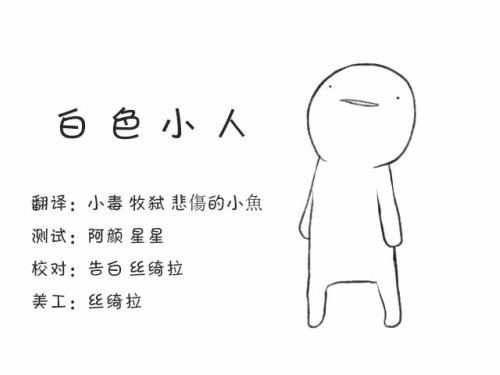 白色小人
翻译：小毒 牧弑 悲傷的小魚
测试：阿颜 星星
校对：告白 丝绮拉
美工：丝绮拉